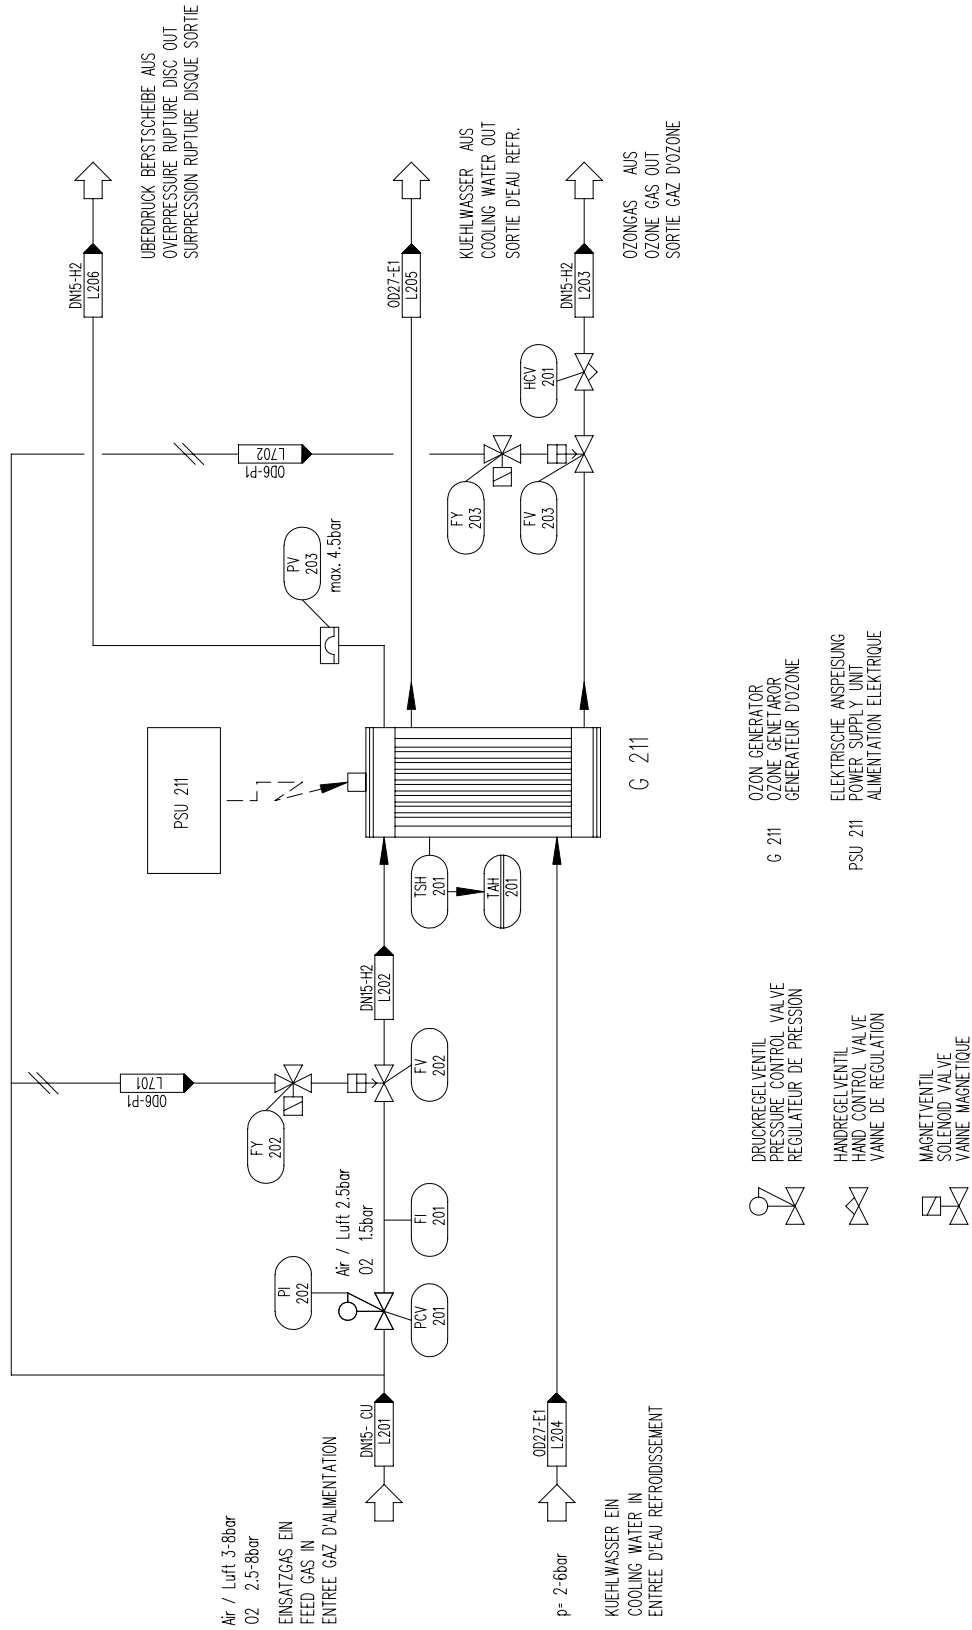 UBERDRUCK BERSTSCHEIBE AUS
OVERPRESSURE RUPTURE DISC OUT
SURPRESSION RUPTURE DISQUE SORTIE
DN15-H2
L206
KUEHLWASSER AUS
COOLING WATER OUT
SORTIE D'EAU REFR.
OD27-E1
L205
OZONGAS AUS
OZONE GAS OUT
SORTIE GAZ D'OZONE
DN15-H2
L203
HCV
201
L702
OD6-P1
FY
203
FV
203
PV
203
max. 4.5bar
PSU 211
G 211
TSH
201
TAH
201
DN15-H2
L202
L701
OD6-P1
FY
202
FV
202
Air / Luft 2.5bar
O2 1.5bar
FI
201
PI
202
PCV
201
DN15- CU
L201
Air / Luft 3-8bar
O2 2.5-8bar
EINSATZGAS EIN
FEED GAS IN
ENTREE GAZ D'ALIMENTATION
OD27-E1
L204
p= 2-6bar
KUEHLWASSER EIN
COOLING WATER IN
ENTREE D'EAU REFROIDISSEMENT
G 211
OZON GENERATOR
OZONE GENETAROR
GENERATEUR D'OZONE
PSU 211
ELEKTRISCHE ANSPEISUNG
POWER SUPPLY UNIT
ALIMENTATION ELEKTRIQUE
DRUCKREGELVENTIL
PRESSURE CONTROL VALVE
REGULATEUR DE PRESSION
HANDREGELVENTIL
HAND CONTROL VALVE
VANNE DE REGULATION
MAGNETVENTIL
SOLENOID VALVE
VANNE MAGNETIQUE